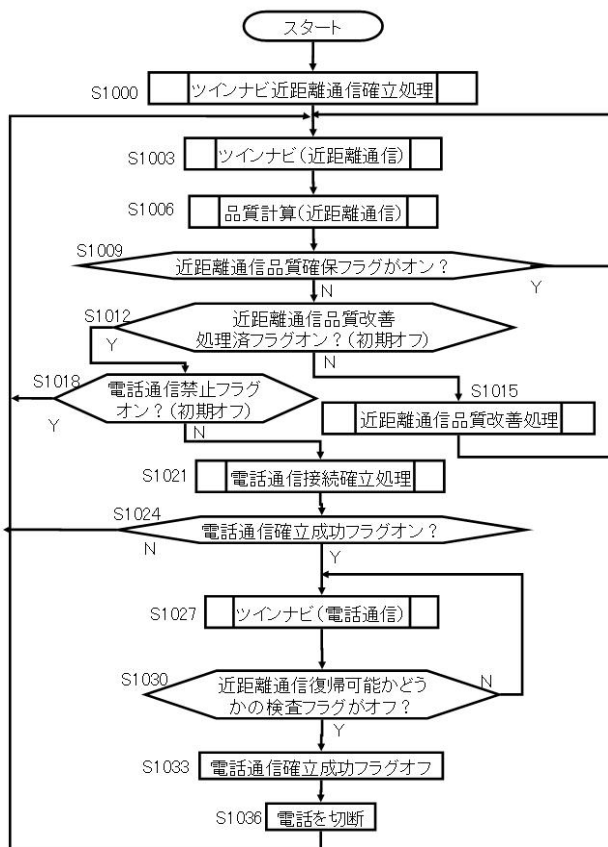 スタート
S1000
ツインナビ近距離通信確立処理
S1003
ツインナビ(近距離通信)
S1006
品質計算(近距離通信)
S1009
近距離通信品質確保フラグがオン?
N
Y
S1012
近距離通信品質改善
処理済フラグオン?(初期オフ)
Y
N
S1018
電話通信禁止フラグ
オン?(初期オフ)
Y
N
S1015
近距離通信品質改善処理
S1021
電話通信接続確立処理
S1024
電話通信確立成功フラグオン?
N
Y
S1027
ツインナビ(電話通信)
S1030
近距離通信復帰可能かどう
かの検査フラグがオフ?
N
Y
S1033
電話通信確立成功フラグオフ
S1036
電話を切断